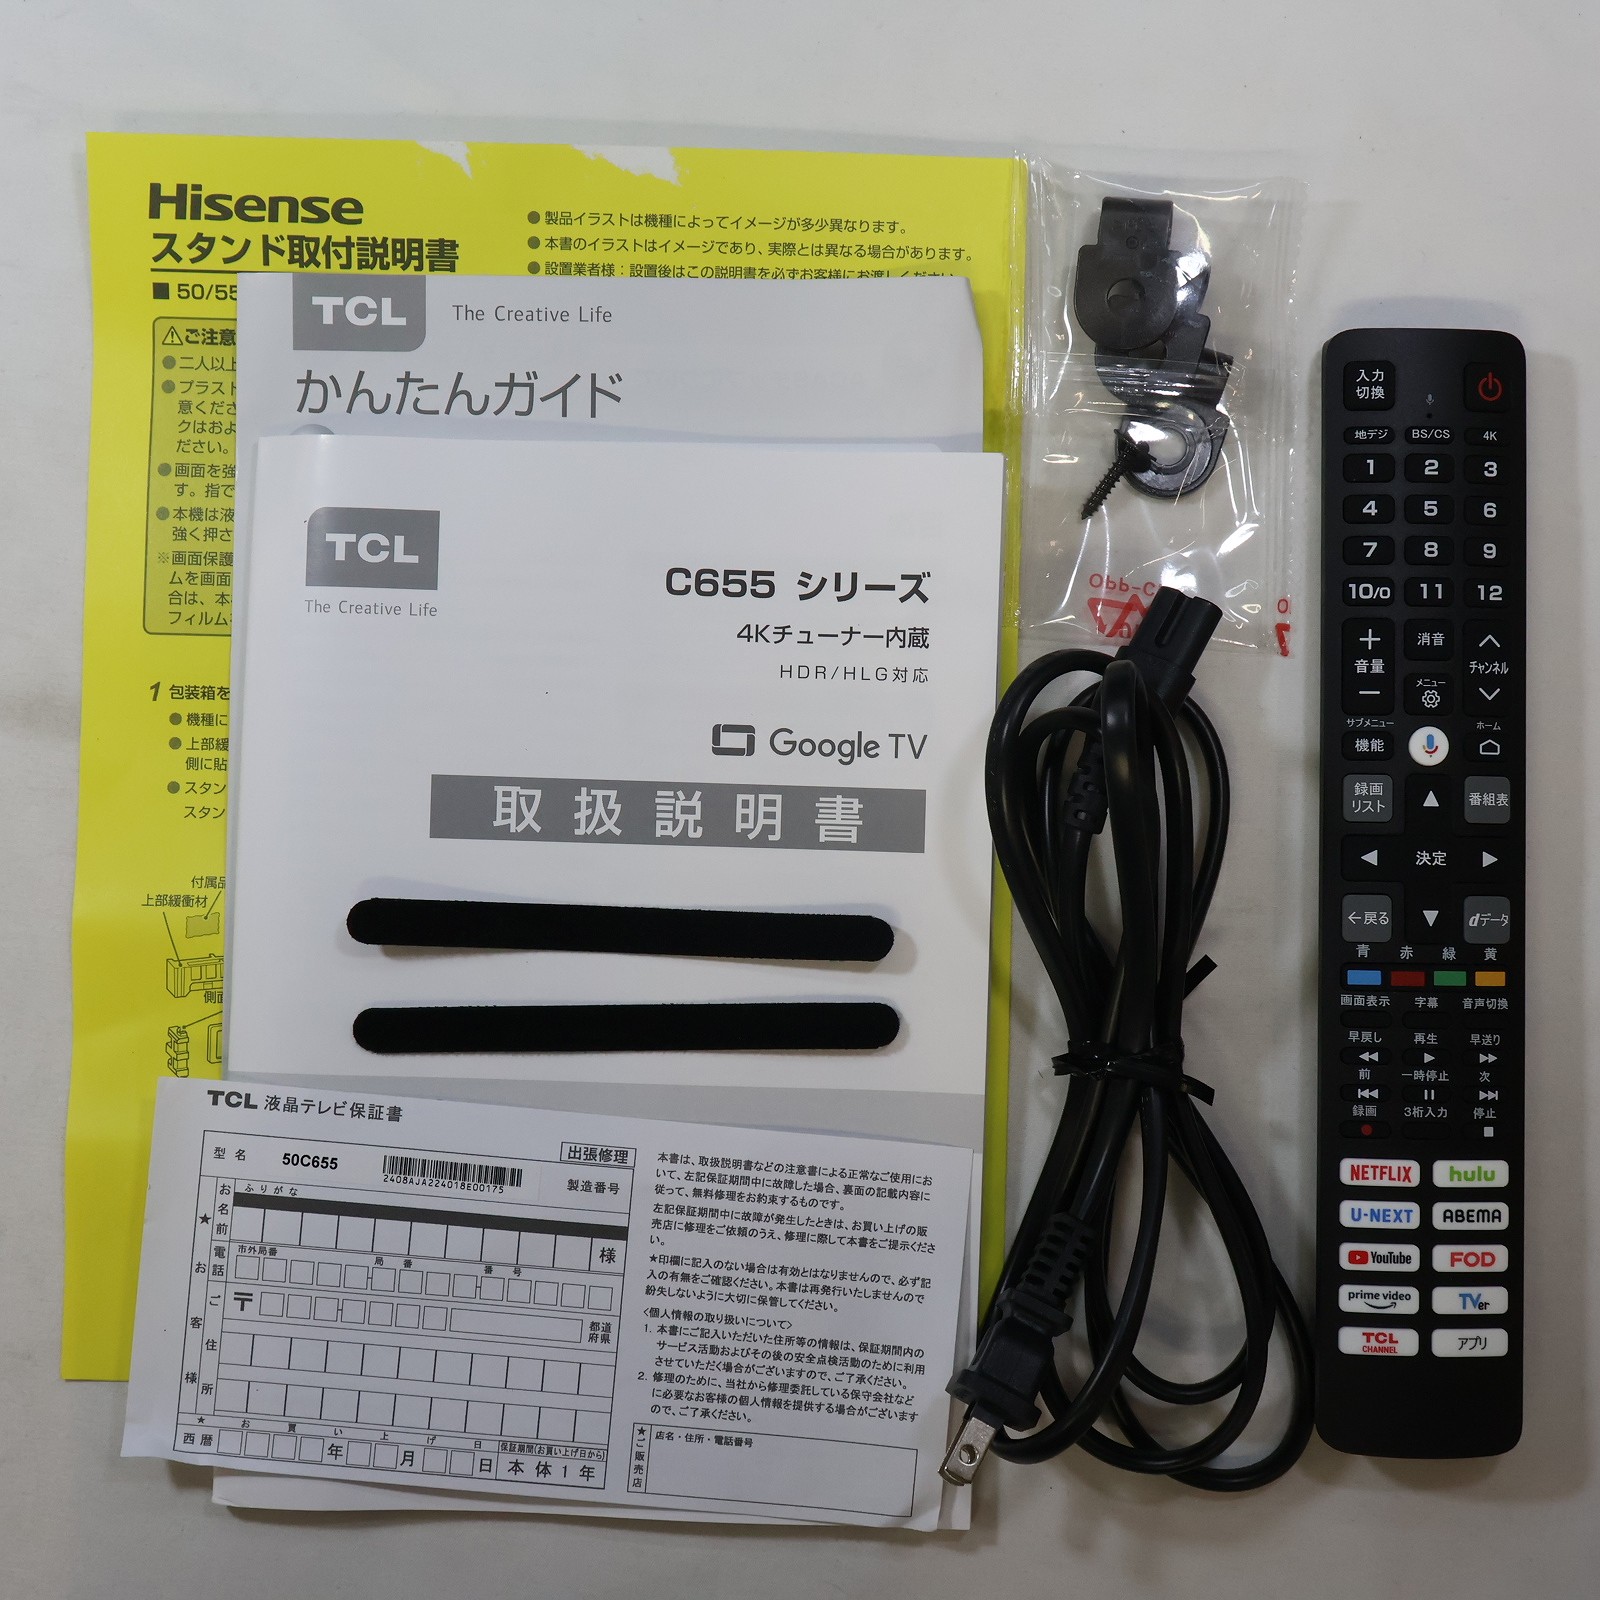 Hisense
スタンド取付説明書
■ 50/55
● 製品イラストは機種によってイメージが多少異なります。
● 本書のイラストはイメージであり、実際とは異なる場合があります。
● 設置業者様：設置後はこの説明書を必ずお客様にお渡しください
⚠ご注意
●二人以上
●プラスト
意くださ
クはおよ
ださい。
●画面を強
す。指で
●本機は液
強く押さ
※画面保護
ムを画面
合は、本
フィルム
1 包装箱を
● 機種に
● 上部緩
側に貼
● スタン
スタン
付属品
上部緩衝材
側面
TCL The Creative Life
かんたんガイド
TCL
The Creative Life
C655 シリーズ
4Kチューナー内蔵
HDR/HLG対応
Google TV
取扱説明書
TCL 液晶テレビ保証書
型名 50C655
2408AJA224018E00175
出張修理
製造番号
ふりがな
★お客様
お名前
様
電話
市外局番 局番 番号
ご住所
〒
都道府県
★お買い上げ日
西暦 年 月 日
保証期間(お買い上げ日から)
本体1年
本書は、取扱説明書などの注意書による正常なご使用にお
いて、左記保証期間中に故障した場合、裏面の記載内容に
従って、無料修理をお約束するものです。
左記保証期間中に故障が発生したときは、お買い上げの販
売店に修理をご依頼のうえ、修理に際して本書をご提示くださ
い。
★印欄に記入のない場合は有効とはなりませんので、必ず記
入の有無をご確認ください。本書は再発行いたしませんので
紛失しないように大切に保管してください。
<個人情報の取り扱いについて>
1. 本書にご記入いただいた住所等の情報は、保証期間内の
サービス活動およびその後の安全点検活動のために利用
させていただく場合がございますので、ご了承ください。
2. 修理のために、当社から修理委託している保守会社など
に必要なお客様の個人情報を提供する場合がございます
ので、ご了承ください。
★ご販売店
店名・住所・電話番号
入力
切換
地デジ BS/CS 4K
1 2 3
4 5 6
7 8 9
10/0 11 12
＋ 消音
音量 チャンネル
－ メニュー
サブメニュー ホーム
機能
録画
リスト
番組表
決定
←戻る
dデータ
青 赤 緑 黄
画面表示 字幕 音声切換
早戻し 再生 早送り
前 一時停止 次
録画 3桁入力 停止
NETFLIX hulu
U-NEXT ABEMA
YouTube FOD
prime video TVer
TCL
CHANNEL
アプリ